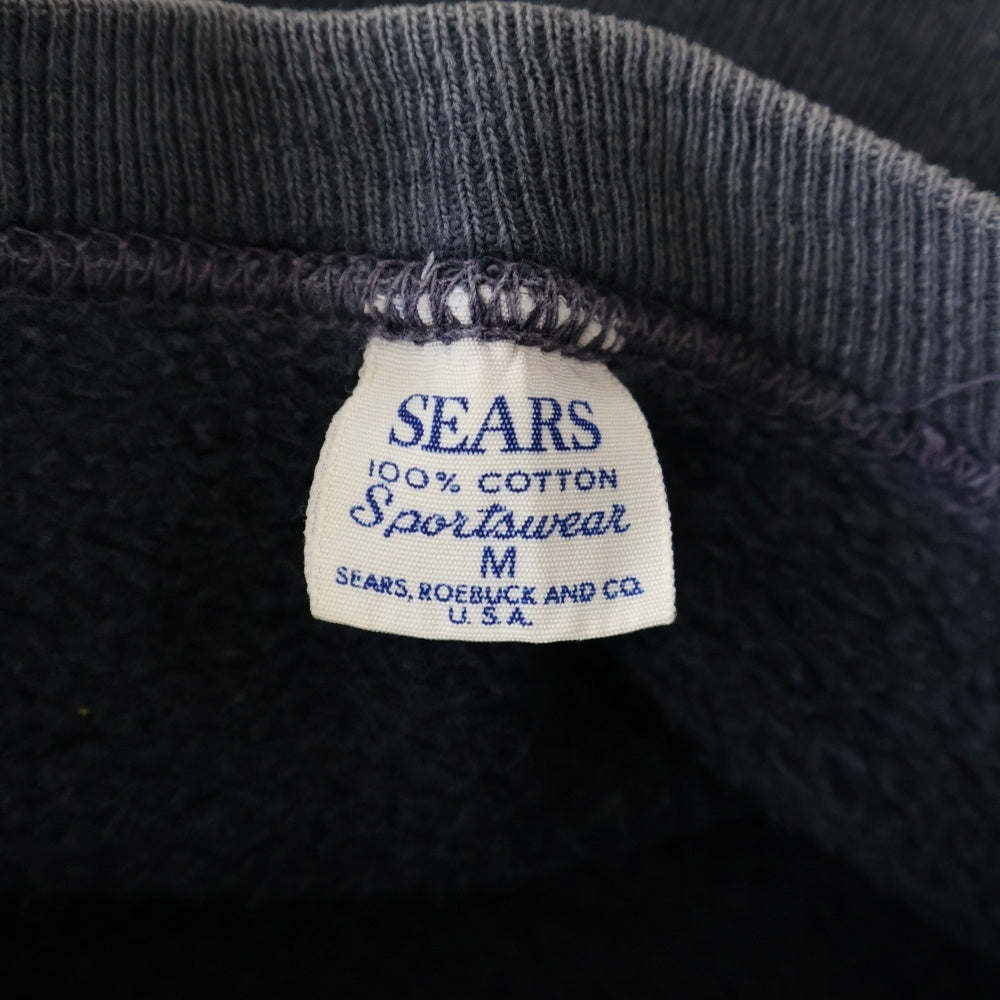 SEARS
100% COTTON
Sportswear
M
SEARS, ROEBUCK AND CO.
U.S.A.